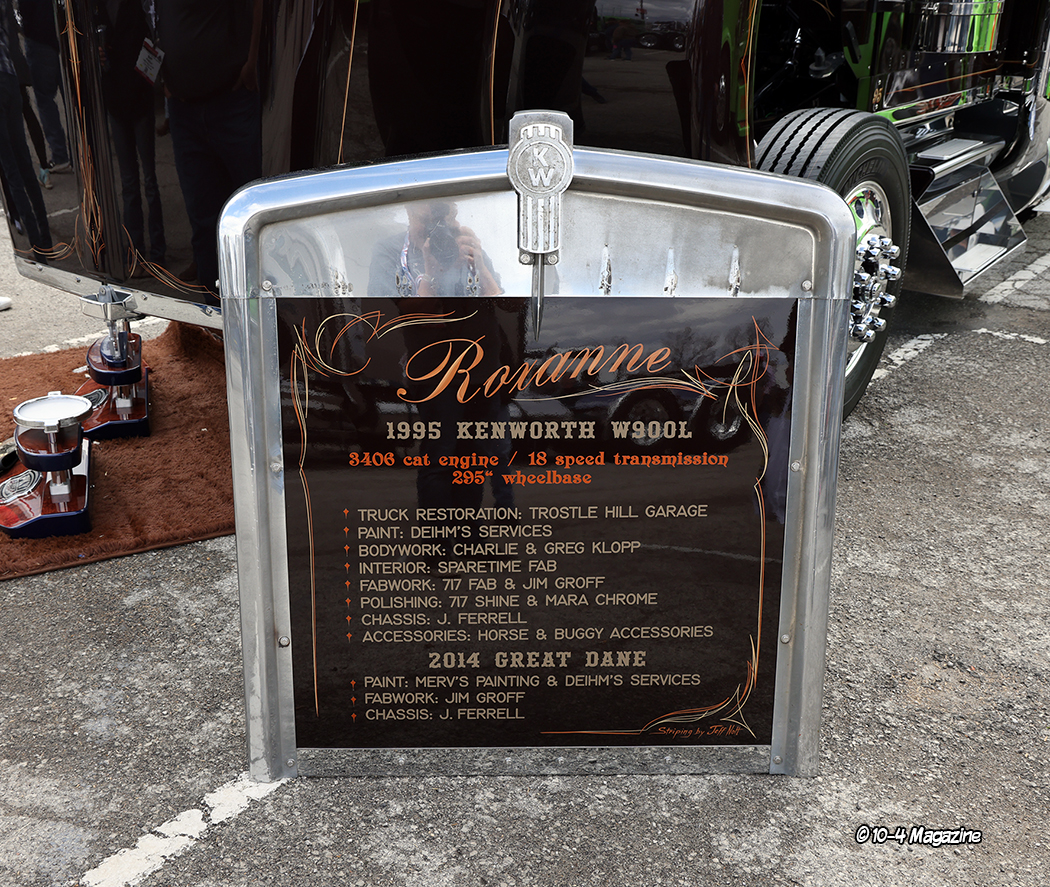 KW
Roxanne
1995 KENWORTH W900L
3406 cat engine / 18 speed transmission
295" wheelbase
TRUCK RESTORATION: TROSTLE HILL GARAGE
PAINT: DEIHM'S SERVICES
BODYWORK: CHARLIE & GREG KLOPP
INTERIOR: SPARETIME FAB
FABWORK: 717 FAB & JIM GROFF
POLISHING: 717 SHINE & MARA CHROME
CHASSIS: J. FERRELL
ACCESSORIES: HORSE & BUGGY ACCESSORIES
2014 GREAT DANE
PAINT: MERV'S PAINTING & DEIHM'S SERVICES
FABWORK: JIM GROFF
CHASSIS: J. FERRELL
Striping by Jeff
©10-4 Magazine